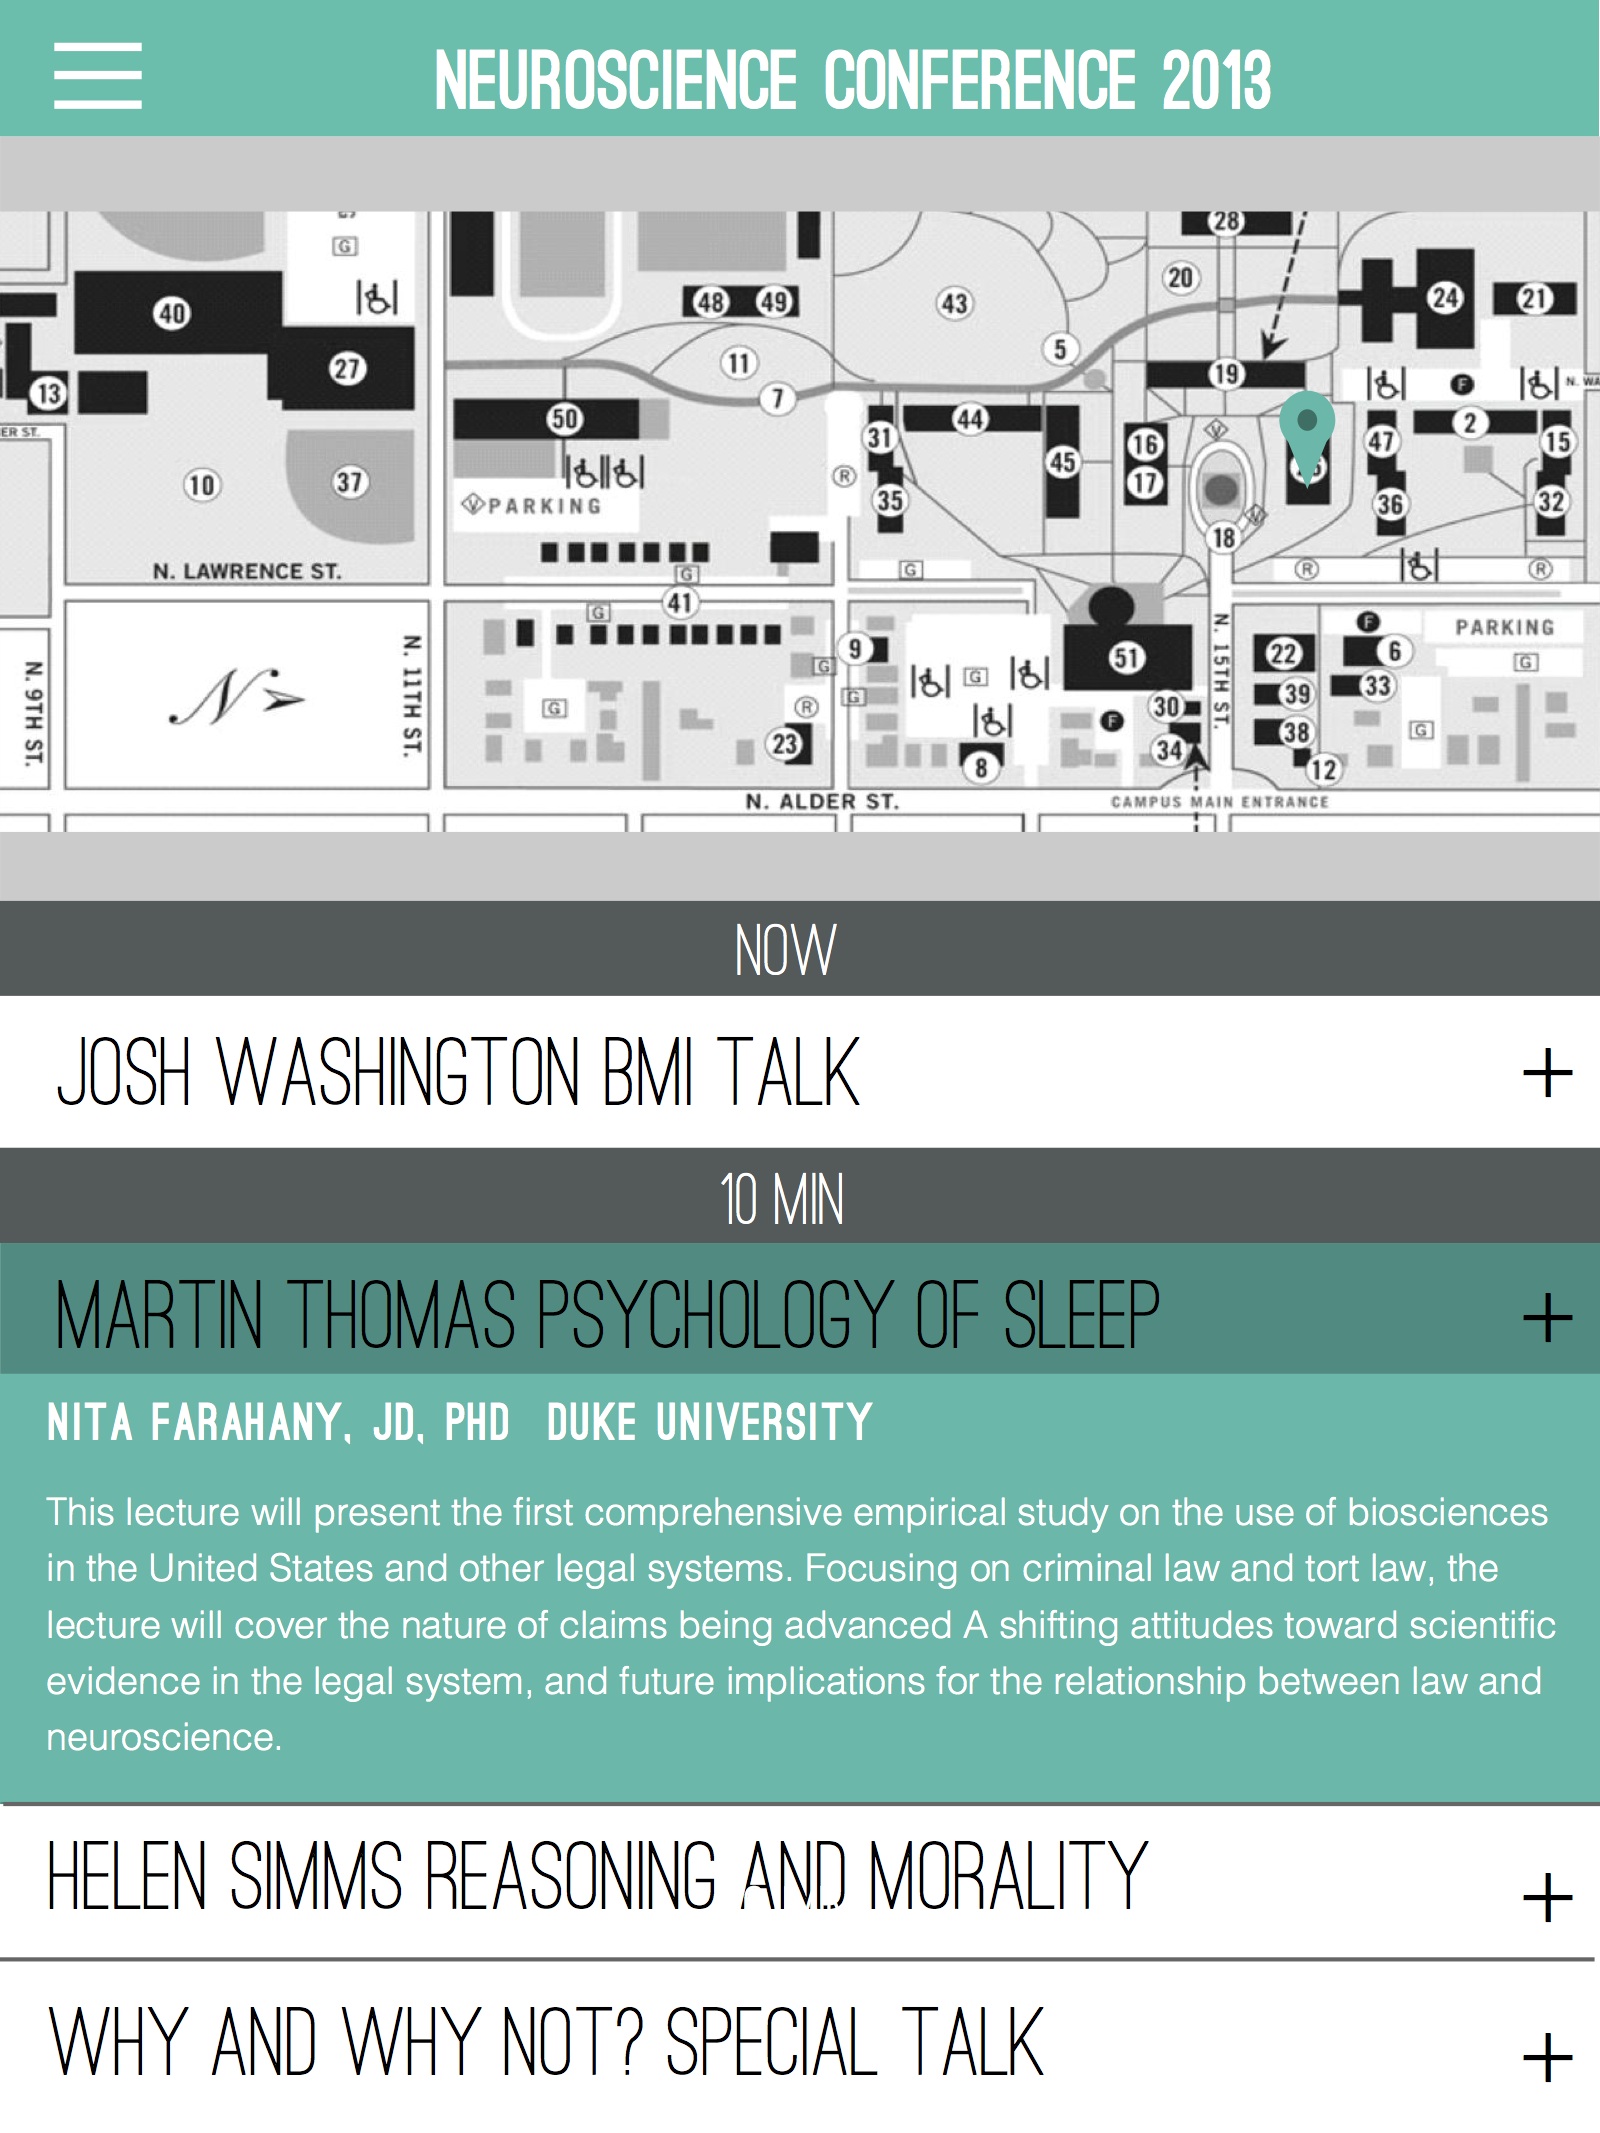 NEUROSCIENCE CONFERENCE 2013
28
G
20
40
48 49
43
24 21
27
11
5
19
F
N. WA
13
7
50
31
44
16
47
2
15
ER ST.
45
10
37
R
17
V PARKING
35
36
32
18
N. LAWRENCE ST.
G
G
R
R
41
G
N. 9TH ST.
N
N. 11TH ST.
9
G
G
G
51
N. 15TH ST.
F
PARKING
22
6
G
39
33
G
R
30
F
38
G
23
8
34
12
N. ALDER ST.
CAMPUS MAIN ENTRANCE
NOW
JOSH WASHINGTON BMI TALK +
10 MIN
MARTIN THOMAS PSYCHOLOGY OF SLEEP +
NITA FARAHANY, JD, PHD DUKE UNIVERSITY
This lecture will present the first comprehensive empirical study on the use of biosciences
in the United States and other legal systems. Focusing on criminal law and tort law, the
lecture will cover the nature of claims being advanced A shifting attitudes toward scientific
evidence in the legal system, and future implications for the relationship between law and
neuroscience.
HELEN SIMMS REASONING AND MORALITY +
WHY AND WHY NOT? SPECIAL TALK +